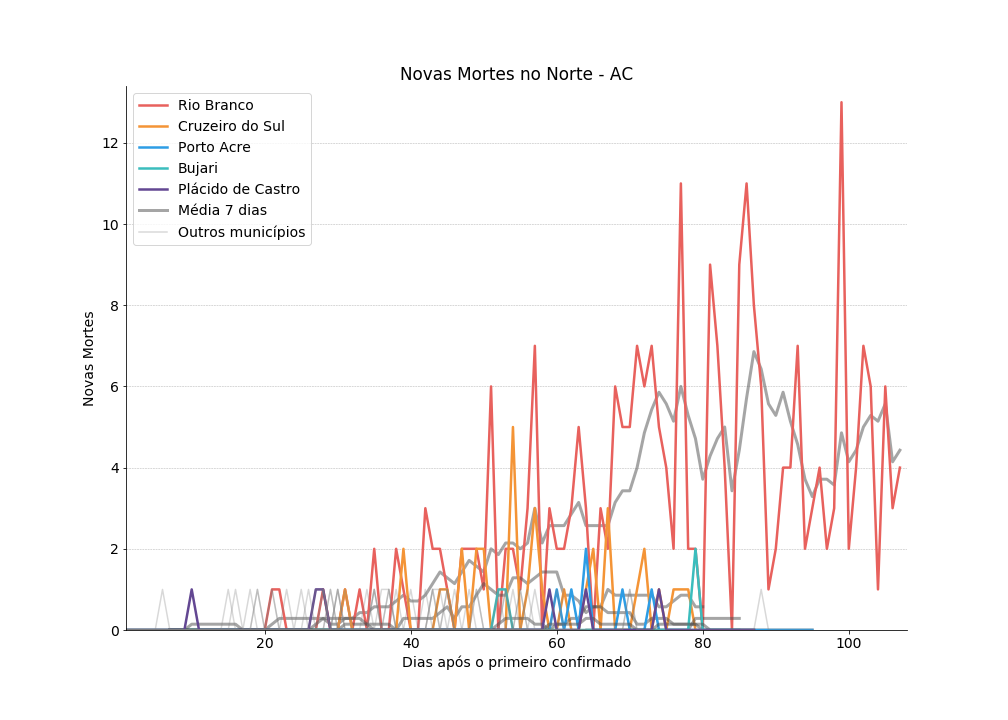 Novas Mortes no Norte - AC
Rio Branco
Cruzeiro do Sul
Porto Acre
Bujari
Plácido de Castro
Média 7 dias
Outros municípios
Novas Mortes
12
10
8
6
4
2
0
20
40
60
80
100
Dias após o primeiro confirmado